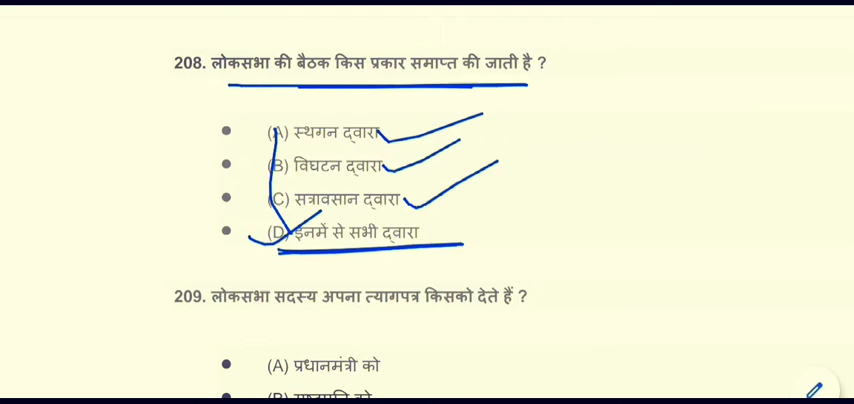 208. लोकसभा की बैठक किस प्रकार समाप्त की जाती है ?
(A) स्थगन द्वारा
(B) विघटन द्वारा
(C) सत्रावसान द्वारा
(D) इनमें से सभी द्वारा
209. लोकसभा सदस्य अपना त्यागपत्र किसको देते हैं ?
(A) प्रधानमंत्री को